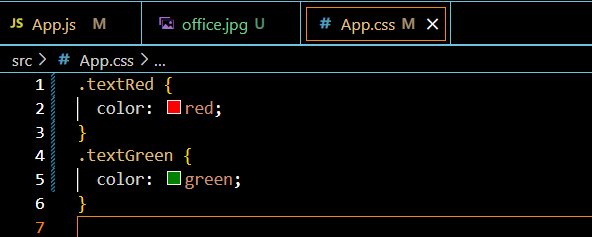 JS App.js M office.jpg U # App.css M ×
src > # App.css > ...
1 .textRed {
2 color: red;
3 }
4 .textGreen {
5 color: green;
6 }
7